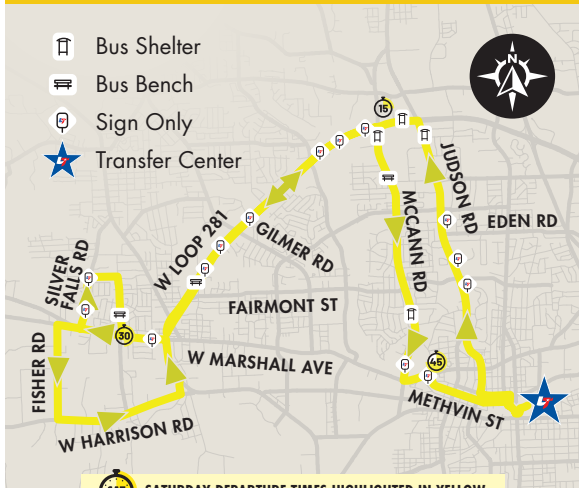 Bus Shelter
Bus Bench
Sign Only
Transfer Center
N
15
JUDSON RD
EDEN RD
MCCANN RD
W LOOP 281
GILMER RD
SILVER
FALLS RD
FAIRMONT ST
30
FISHER RD
W MARSHALL AVE
45
METHVIN ST
W HARRISON RD
SATURDAY DEPARTURE TIMES HIGHLIGHTED IN YELLOW